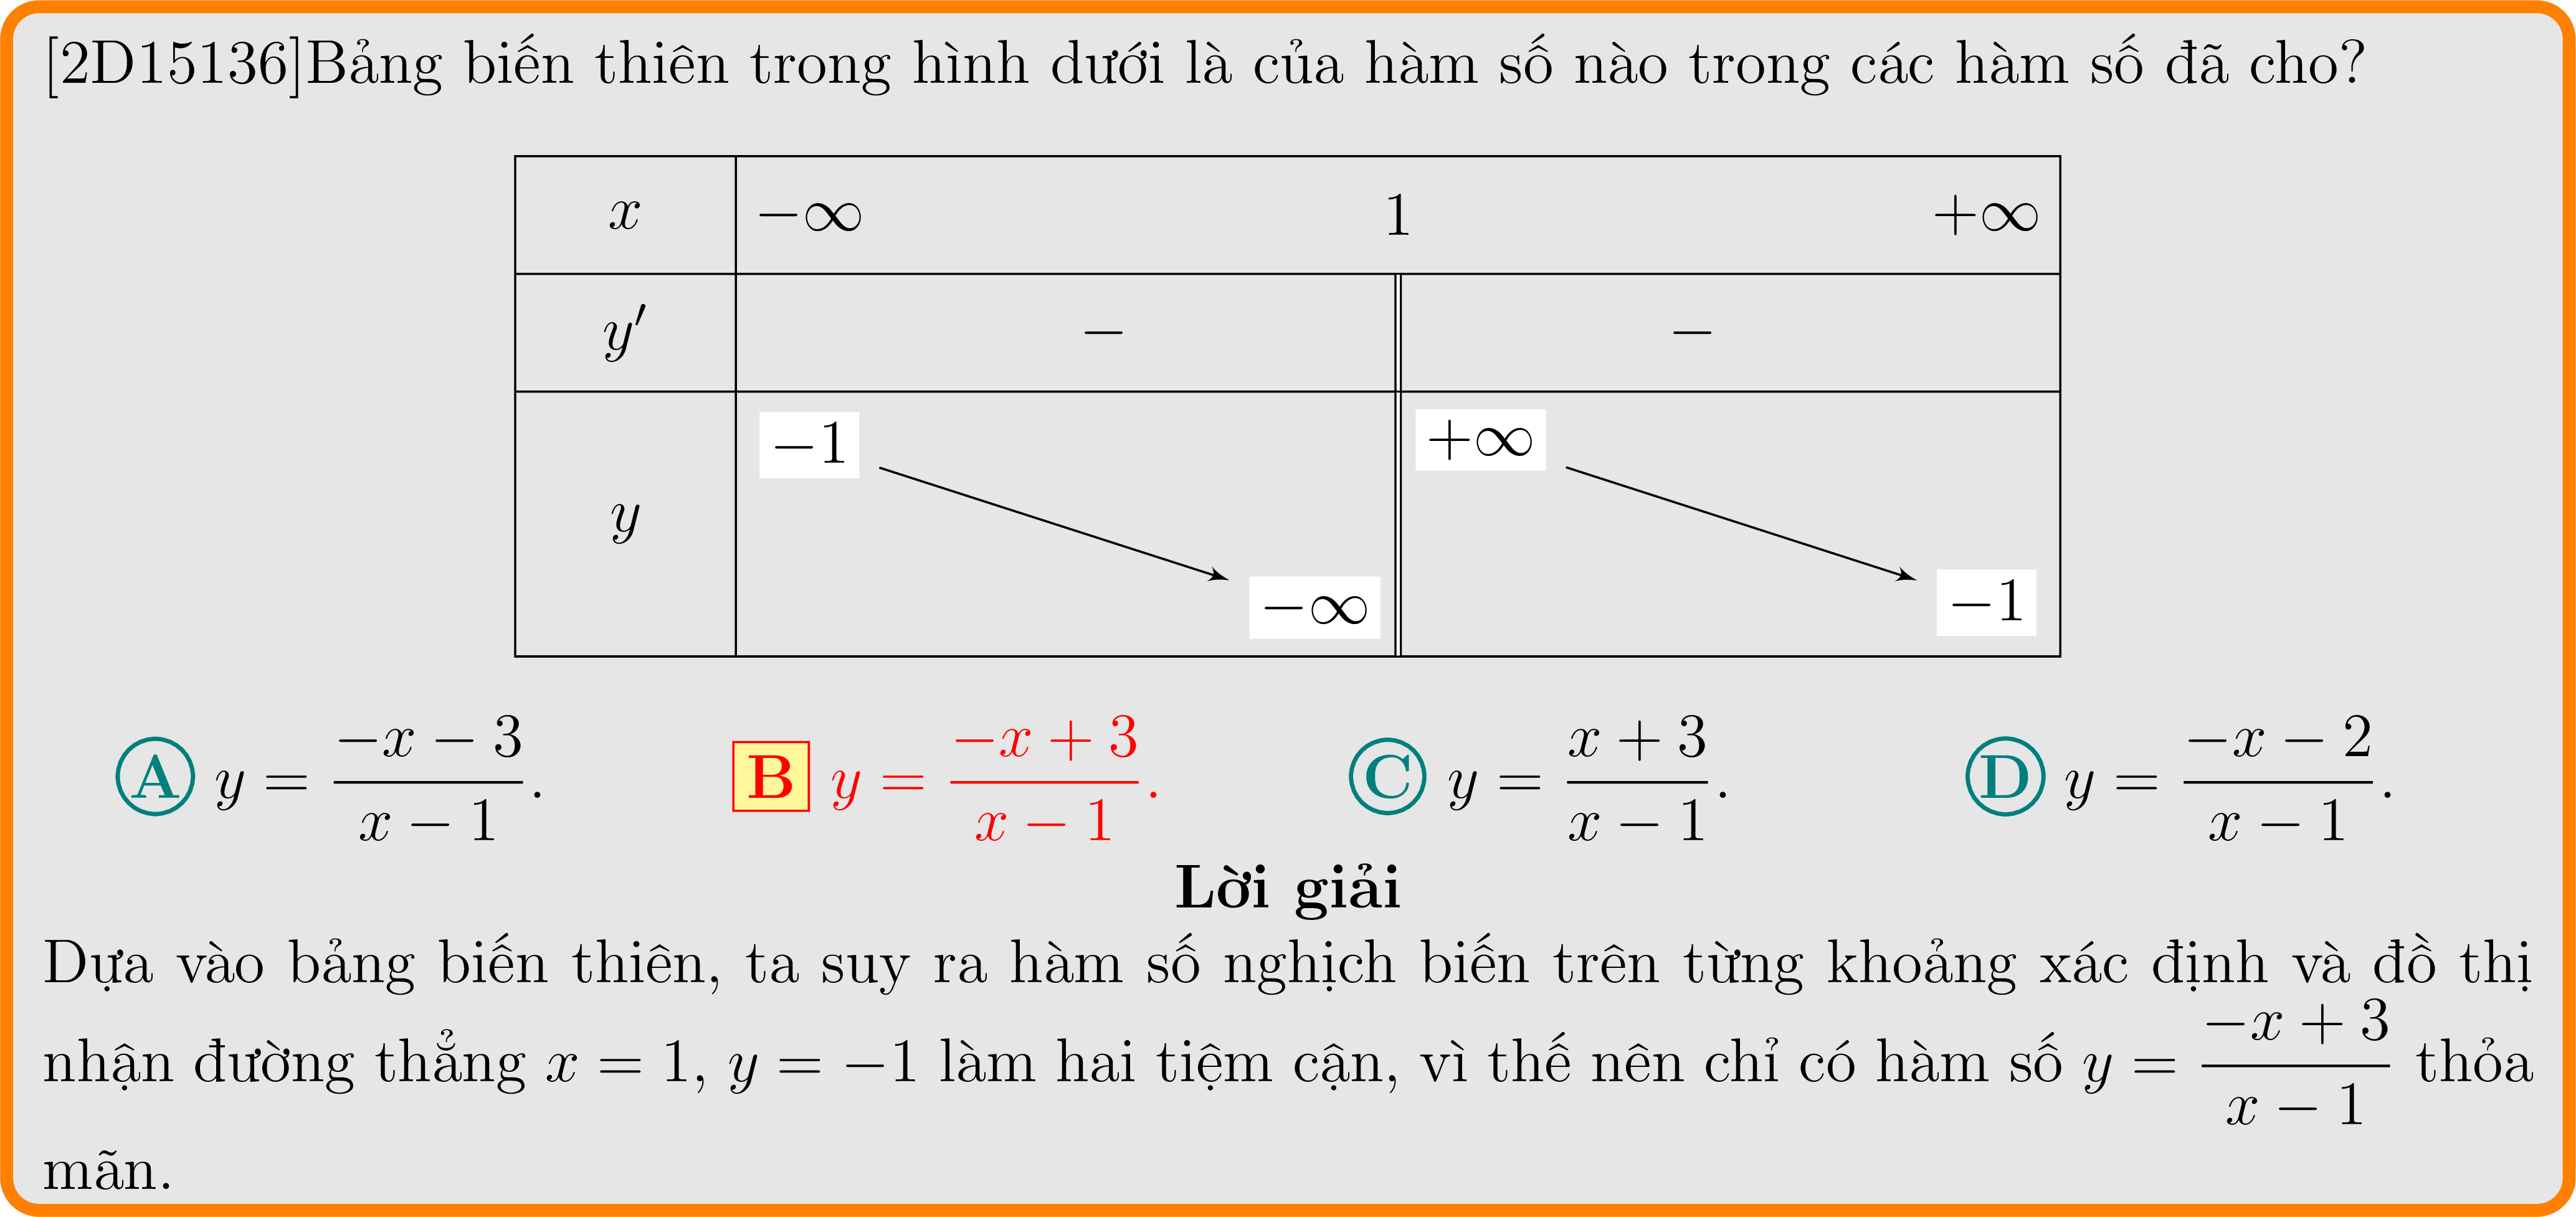 [2D15136]Bảng biến thiên trong hình dưới là của hàm số nào trong các hàm số đã cho?
x −∞ 1 +∞
y′ − −
y −1 −∞ +∞ −1
A y = \frac{-x-3}{x-1}. B y = \frac{-x+3}{x-1}. C y = \frac{x+3}{x-1}. D y = \frac{-x-2}{x-1}.
Lời giải
Dựa vào bảng biến thiên, ta suy ra hàm số nghịch biến trên từng khoảng xác định và đồ thị
nhận đường thẳng x = 1, y = −1 làm hai tiệm cận, vì thế nên chỉ có hàm số y = \frac{-x+3}{x-1} thỏa
mãn.